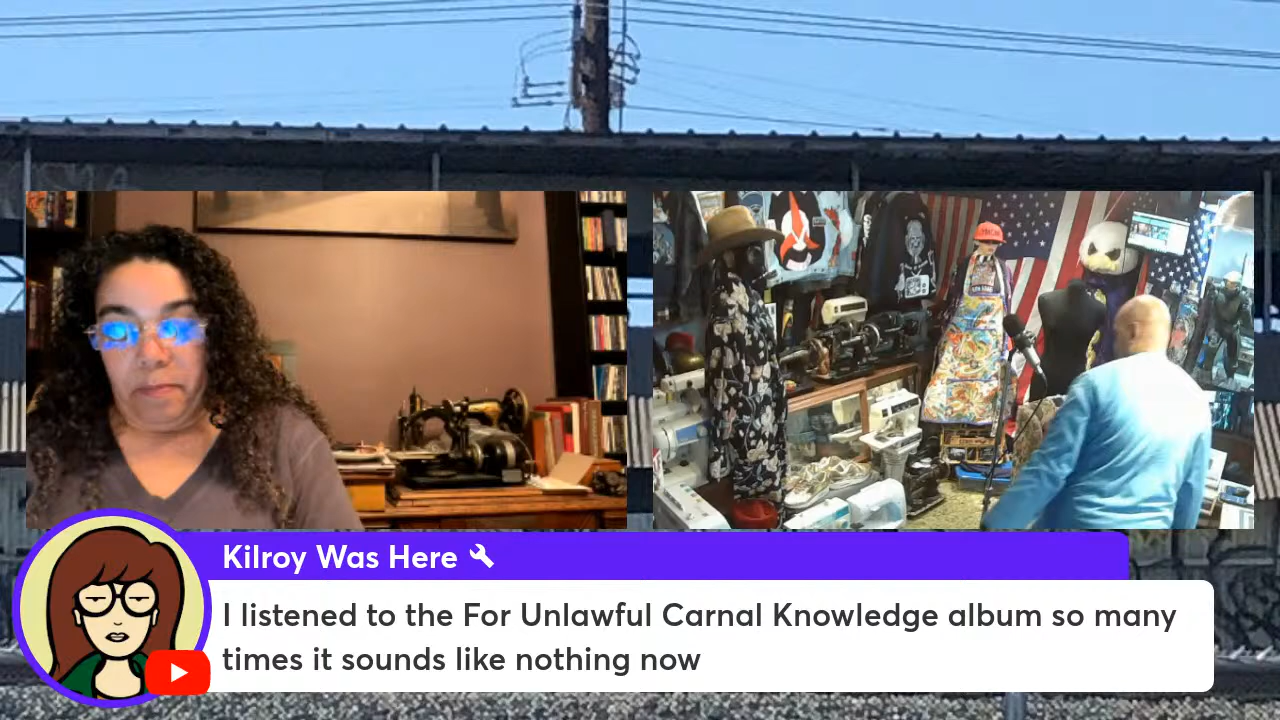 Kilroy Was Here
I listened to the For Unlawful Carnal Knowledge album so many
times it sounds like nothing now